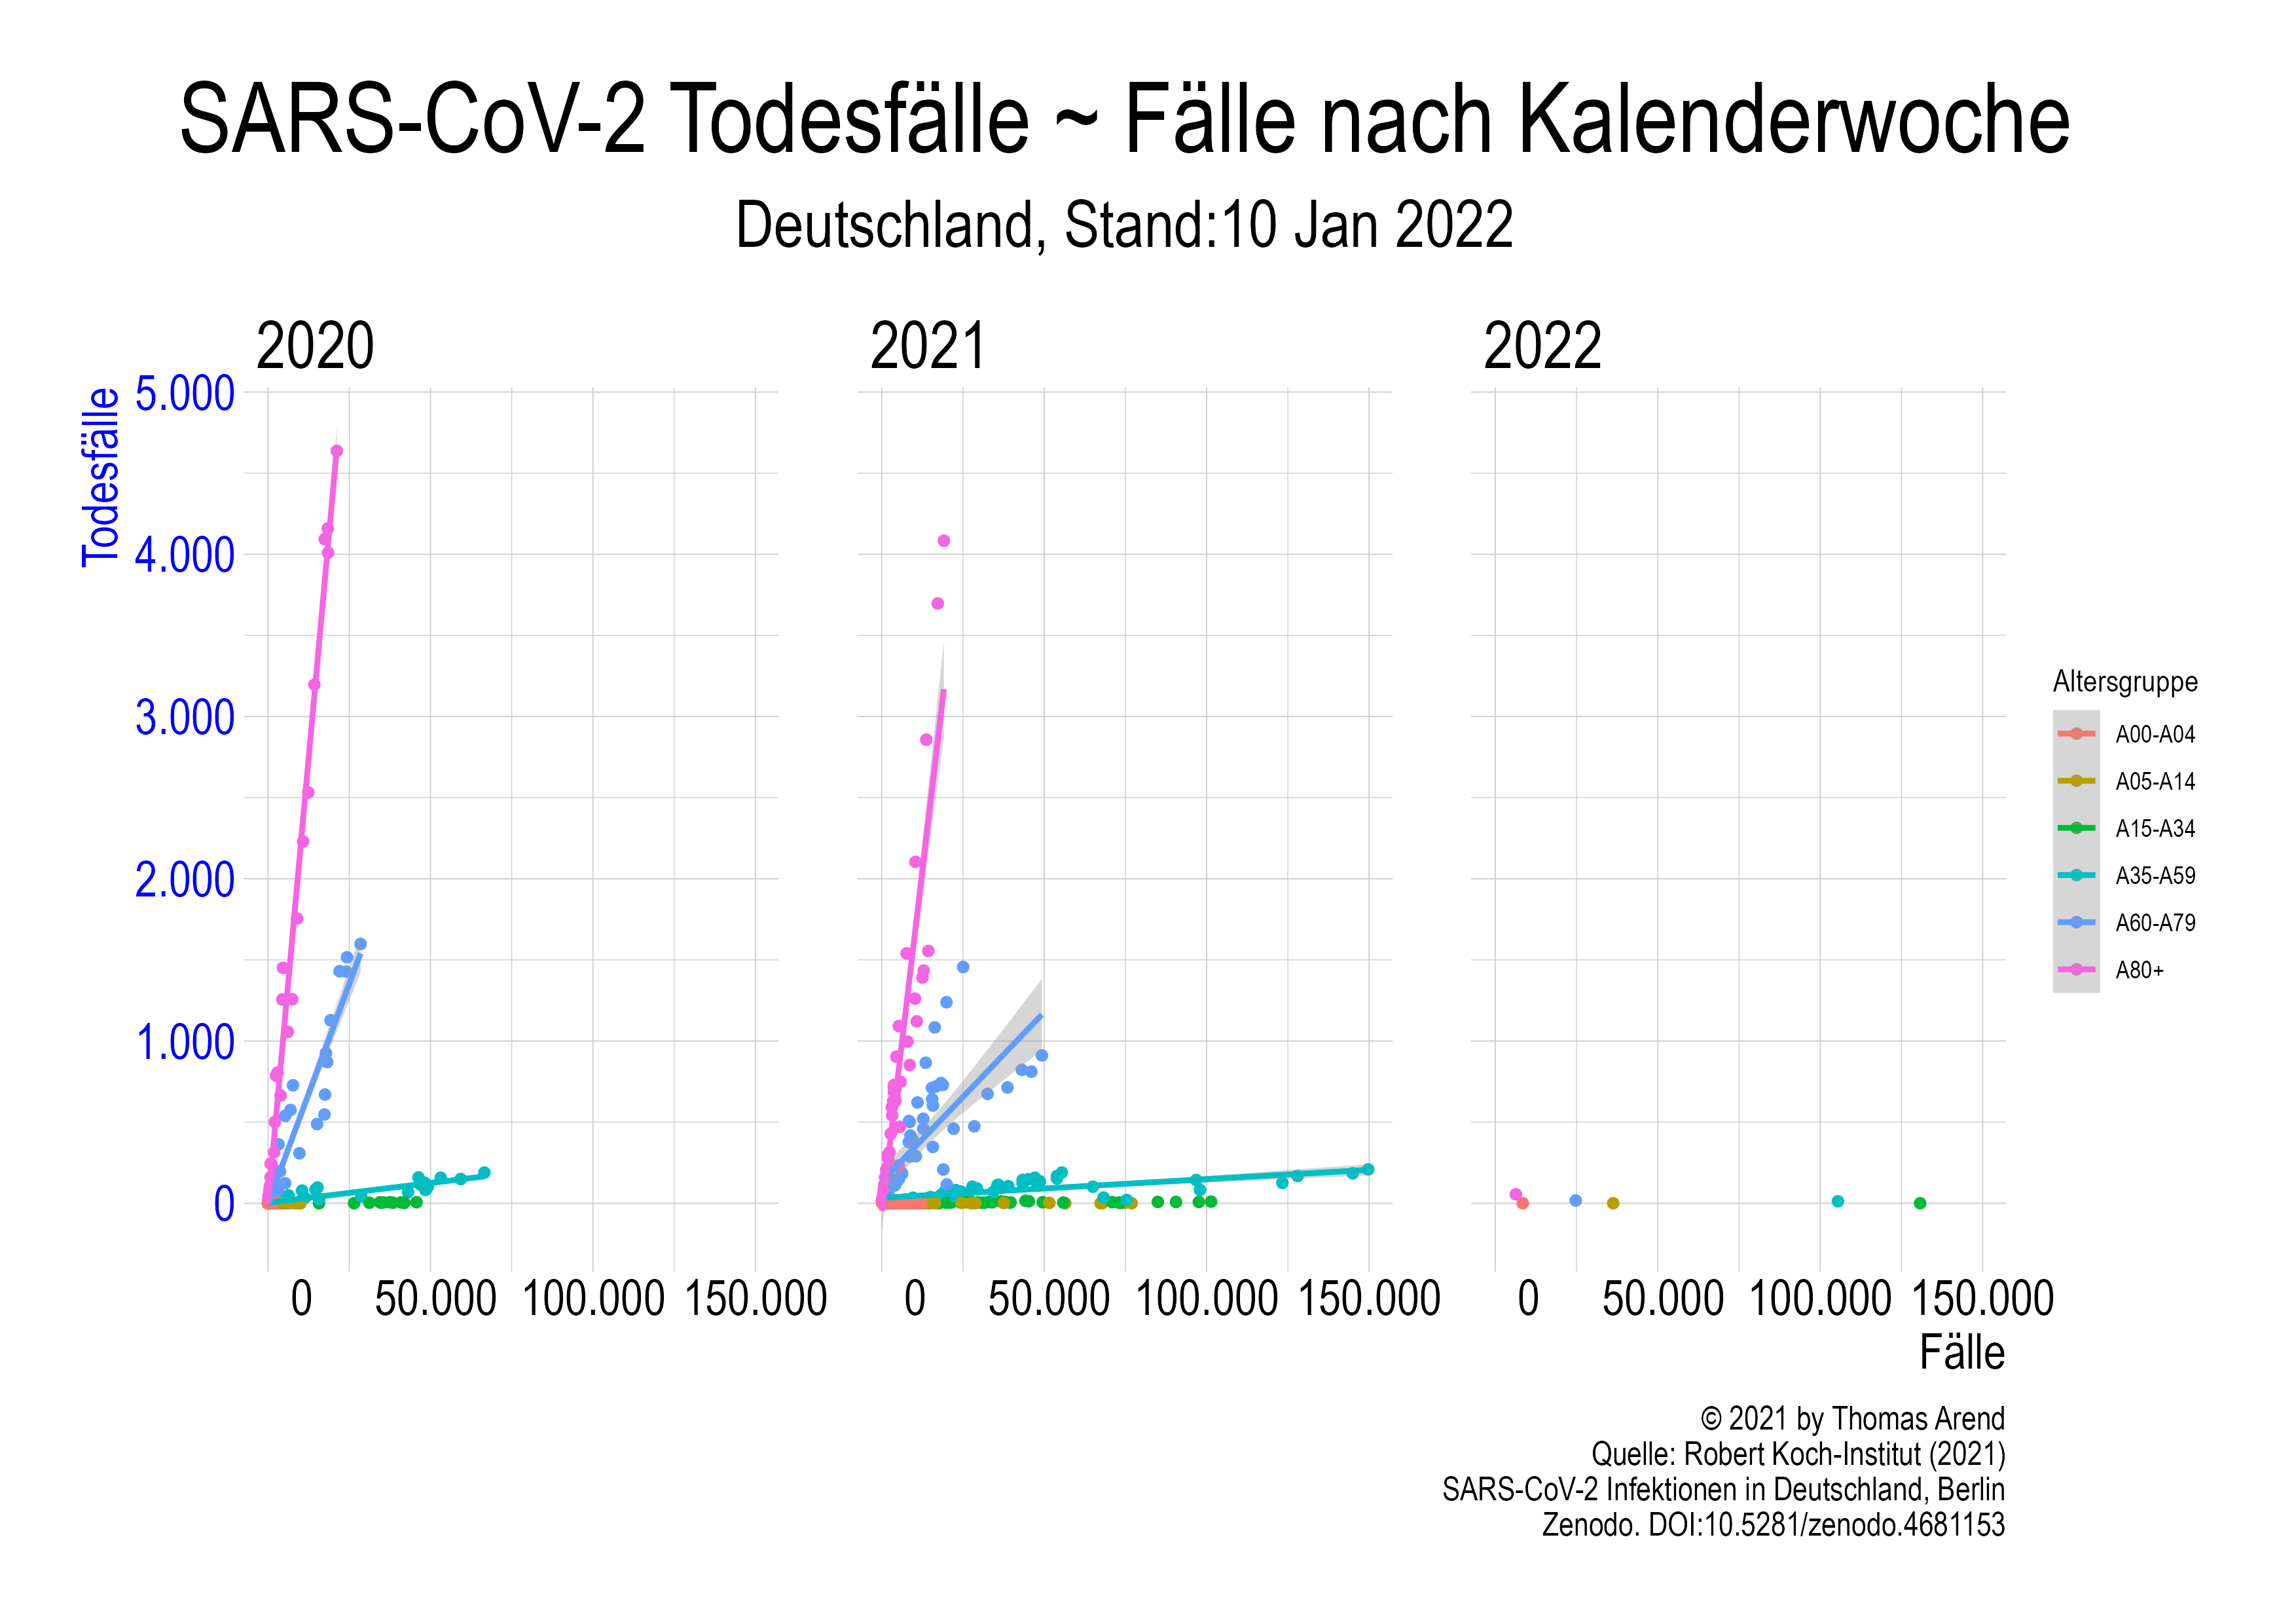 SARS-CoV-2 Todesfälle ~ Fälle nach Kalenderwoche
Deutschland, Stand:10 Jan 2022
2020
2021
2022
Todesfälle
5.000
4.000
3.000
2.000
1.000
0
0 50.000 100.000 150.000
0 50.000 100.000 150.000
0 50.000 100.000 150.000
Fälle
Altersgruppe
A00-A04
A05-A14
A15-A34
A35-A59
A60-A79
A80+
© 2021 by Thomas Arend
Quelle: Robert Koch-Institut (2021)
SARS-CoV-2 Infektionen in Deutschland, Berlin
Zenodo. DOI:10.5281/zenodo.4681153